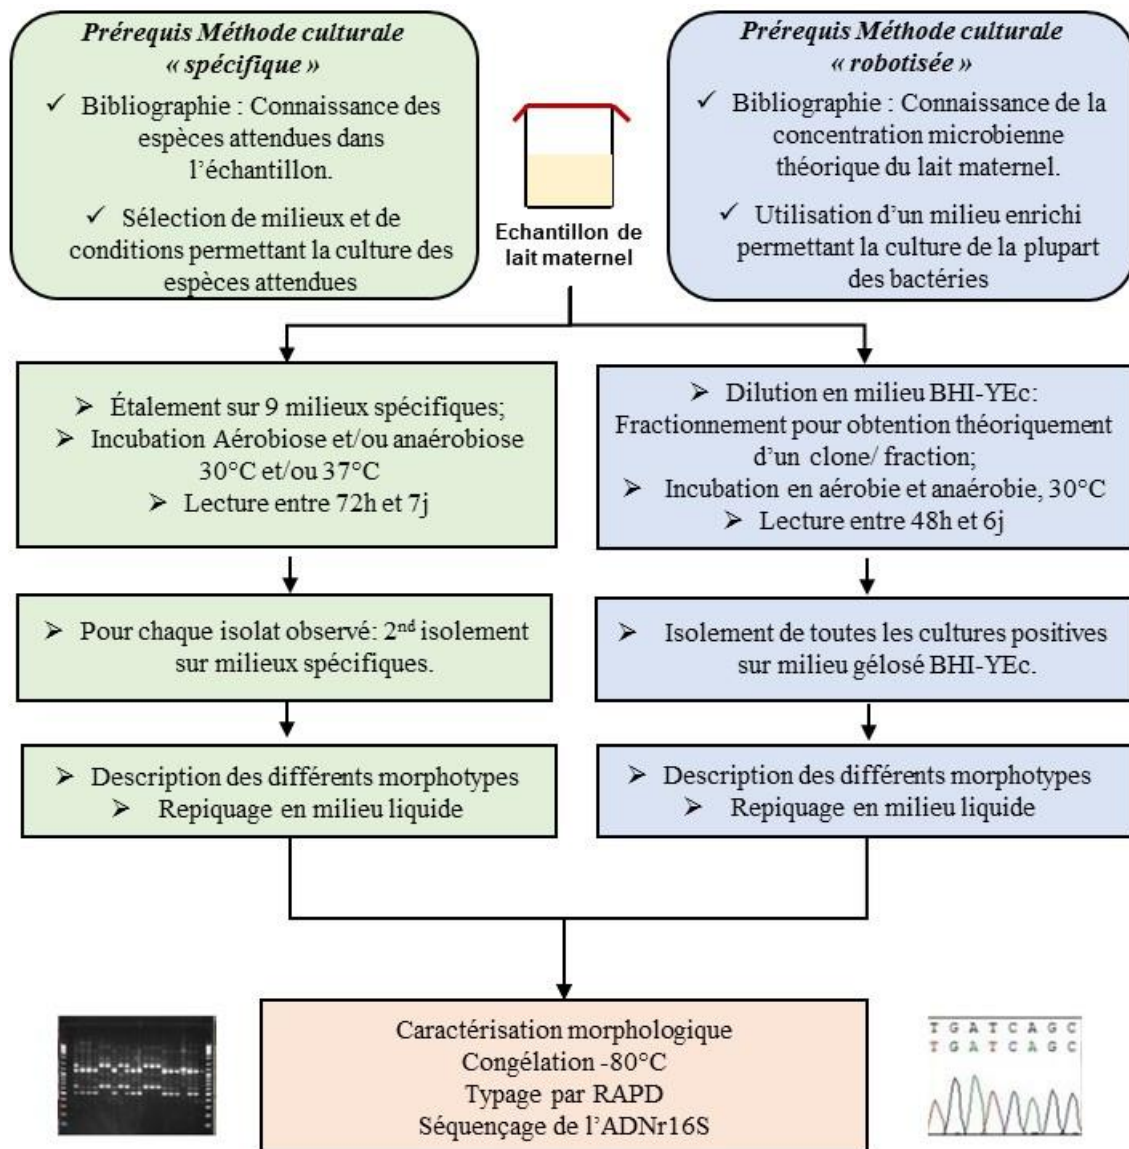 Prérequis Méthode culturale
« spécifique »
✓ Bibliographie : Connaissance des
espèces attendues dans
l’échantillon.
✓ Sélection de milieux et de
conditions permettant la culture des
espèces attendues
Echantillon de
lait maternel
Prérequis Méthode culturale
« robotisée »
✓ Bibliographie : Connaissance de la
concentration microbienne
théorique du lait maternel.
✓ Utilisation d’un milieu enrichi
permettant la culture de la plupart
des bactéries
➢ Étalement sur 9 milieux spécifiques;
➢ Incubation Aérobiose et/ou anaérobiose
30°C et/ou 37°C
➢ Lecture entre 72h et 7j
➢ Dilution en milieu BHI-YEc:
Fractionnement pour obtention théoriquement
d’un clone/ fraction;
➢ Incubation en aérobie et anaérobie, 30°C
➢ Lecture entre 48h et 6j
➢ Pour chaque isolat observé: 2nd isolement
sur milieux spécifiques.
➢ Isolement de toutes les cultures positives
sur milieu gélosé BHI-YEc.
➢ Description des différents morphotypes
➢ Repiquage en milieu liquide
➢ Description des différents morphotypes
➢ Repiquage en milieu liquide
Caractérisation morphologique
Congélation -80°C
Typage par RAPD
Séquençage de l’ADNr16S
T G A T C A G C
T G A T C A G C